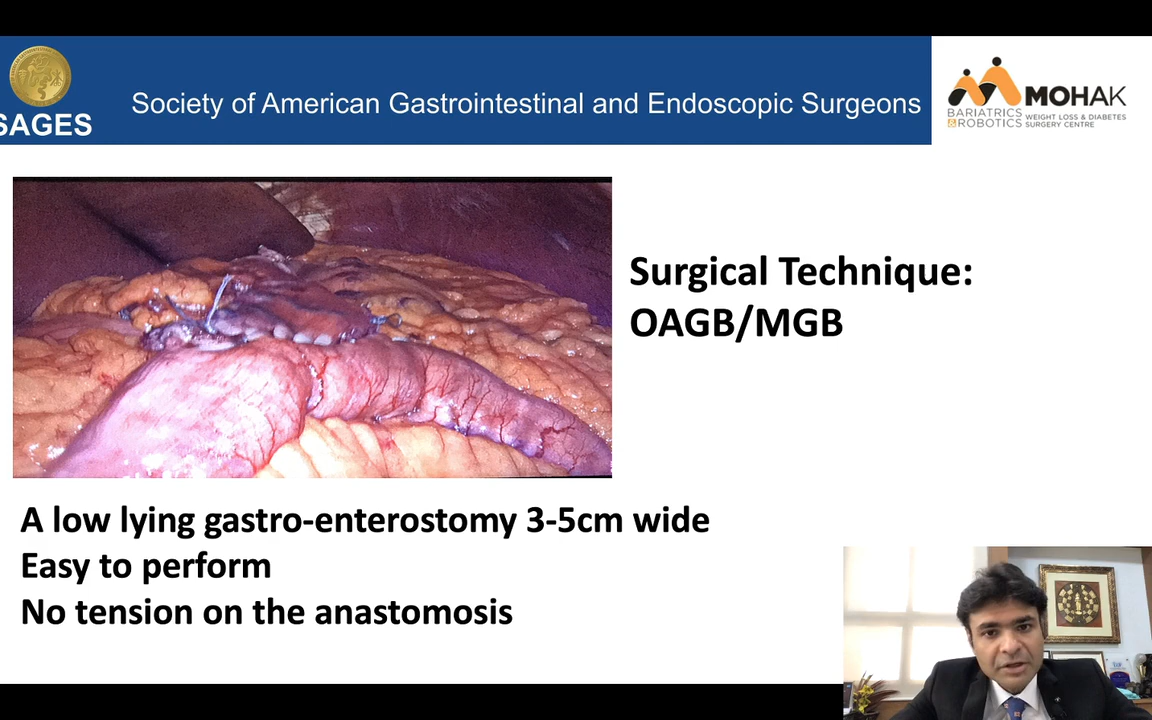 SAGES
Society of American Gastrointestinal and Endoscopic Surgeons
MOHAK
BARIATRICS
& ROBOTICS
WEIGHT LOSS & DIABETES
SURGERY CENTRE
Surgical Technique:
OAGB/MGB
A low lying gastro-enterostomy 3-5cm wide
Easy to perform
No tension on the anastomosis